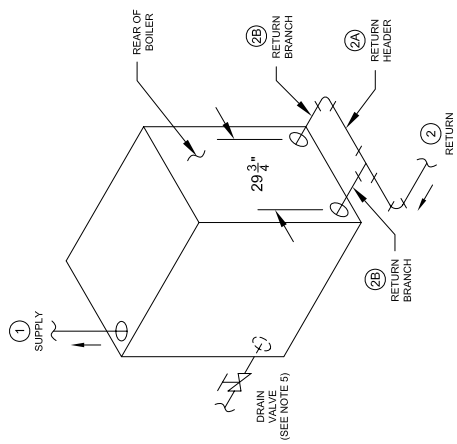 1
SUPPLY
REAR OF
BOILER
2B
RETURN
BRANCH
2A
RETURN
HEADER
29 3/4"
2
RETURN
2B
RETURN
BRANCH
DRAIN
VALVE
(SEE NOTE 5)